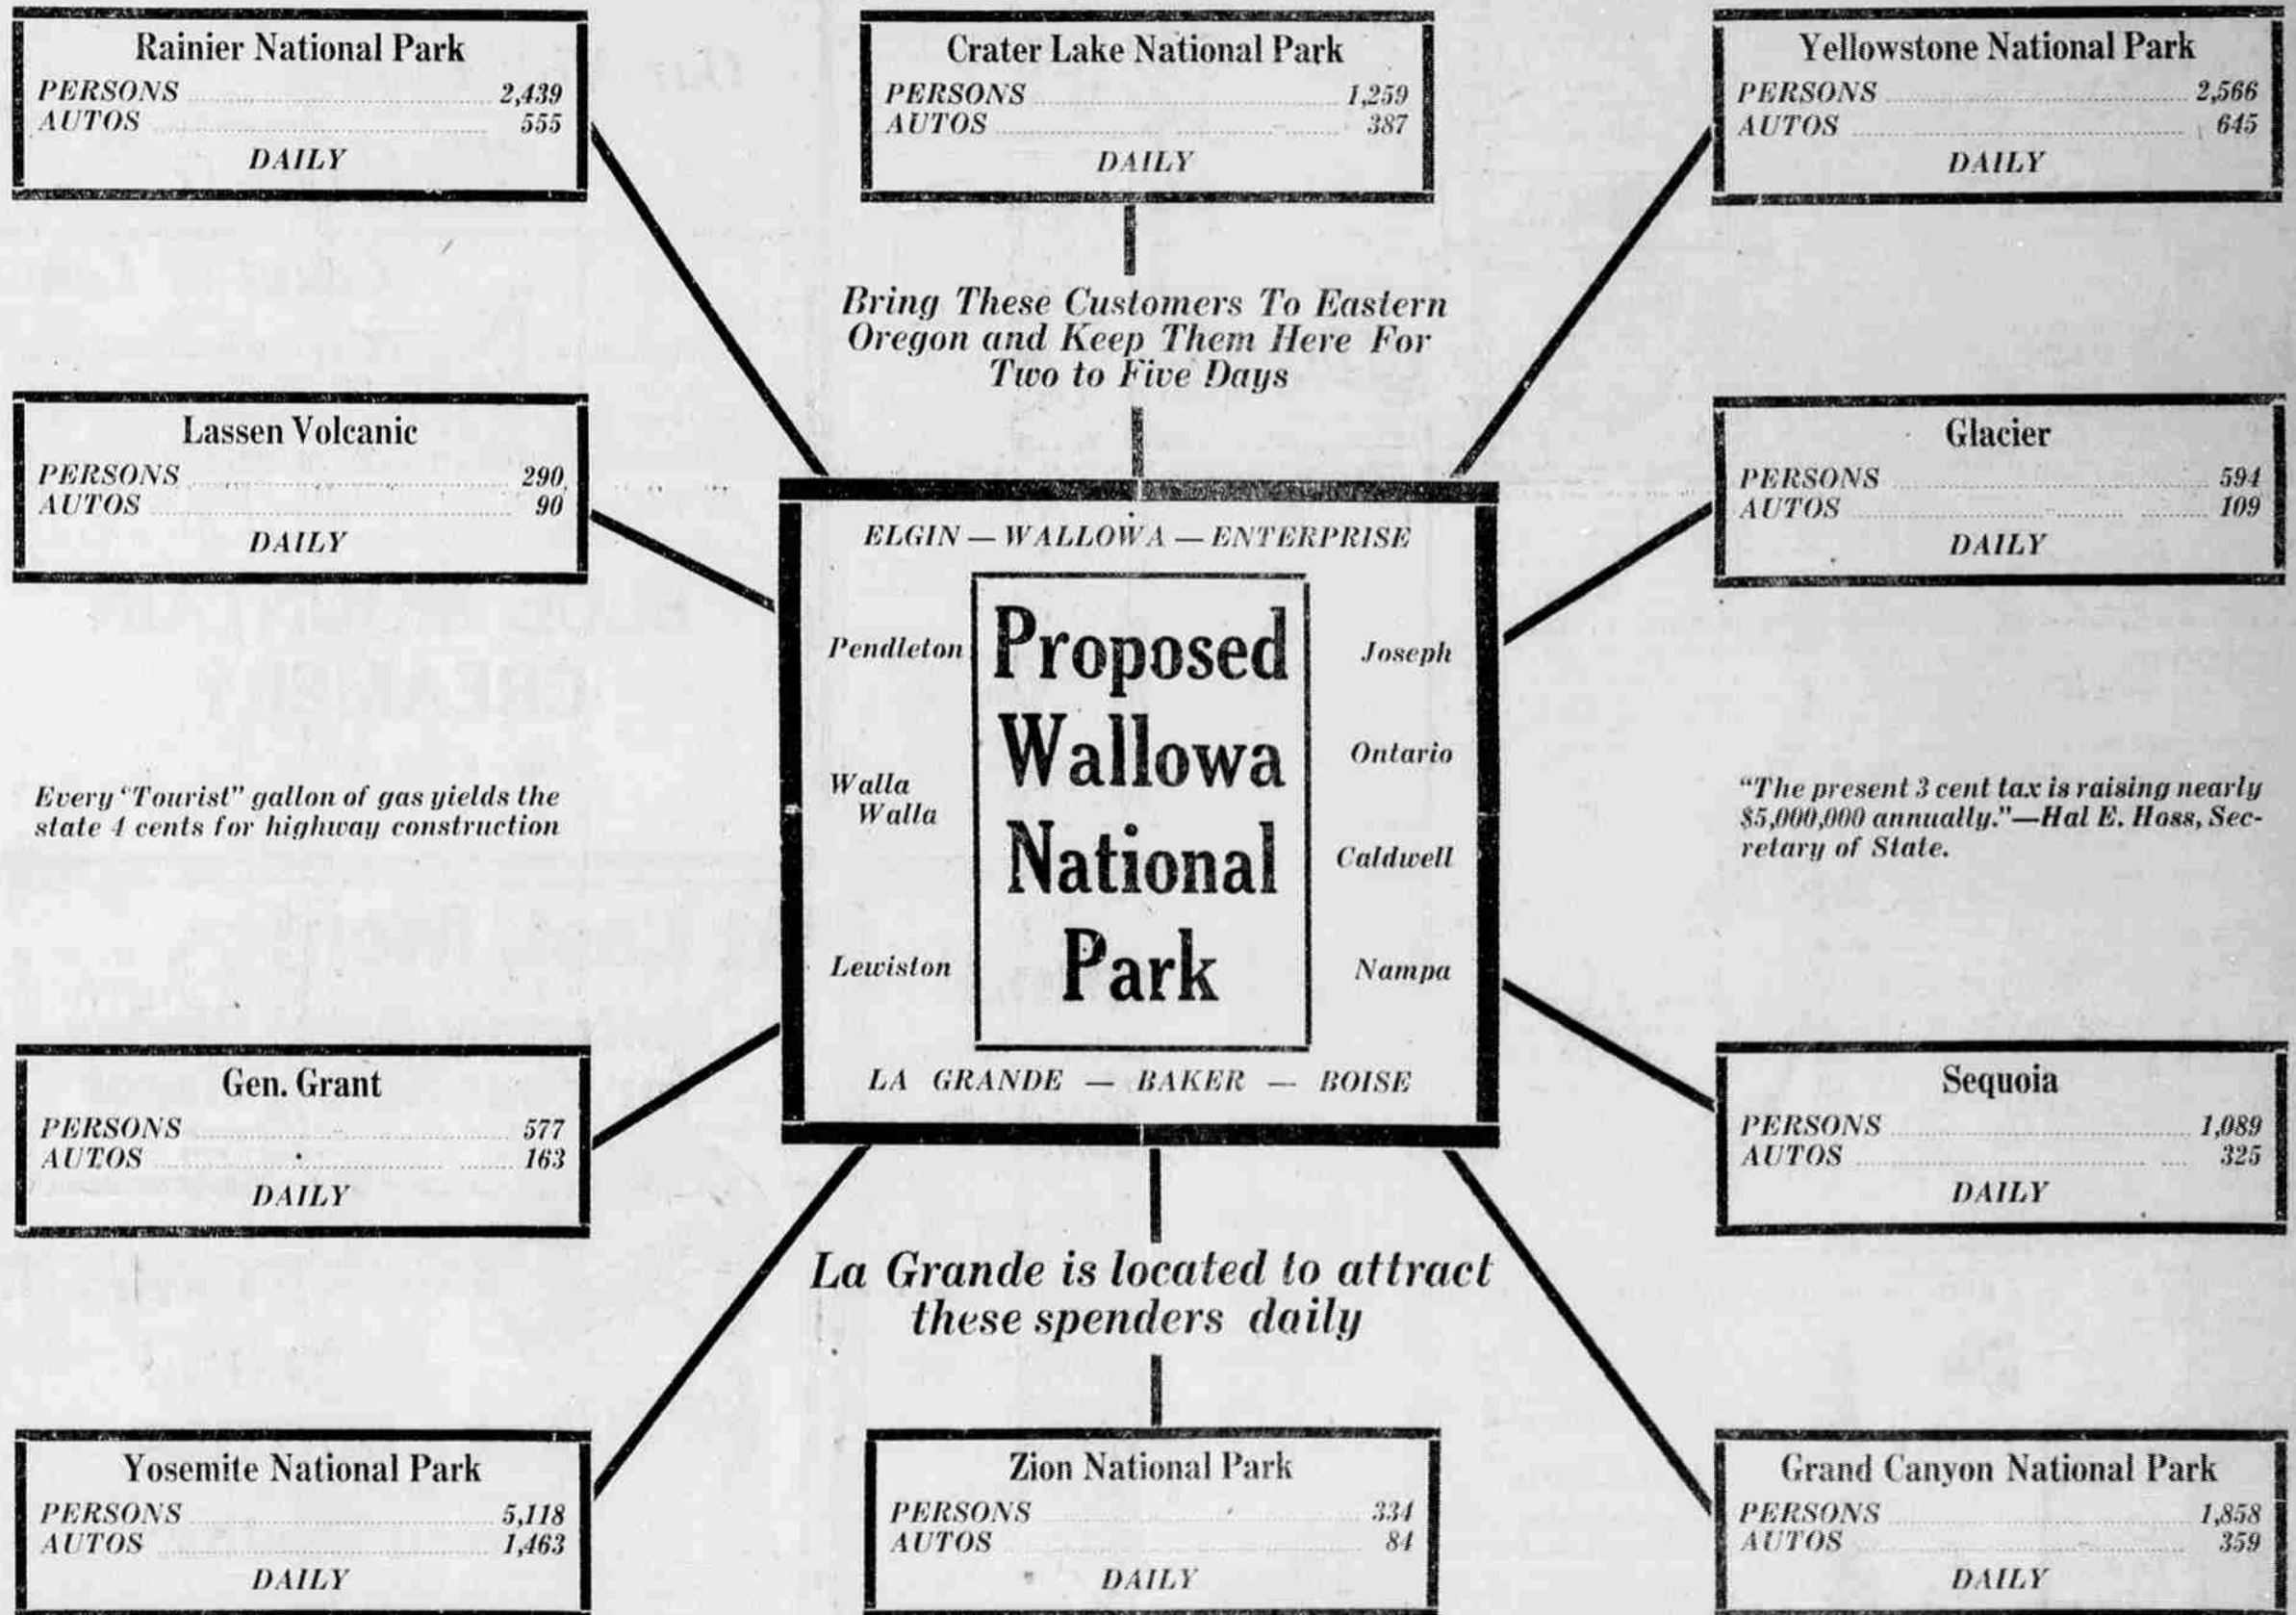 Rainier National Park
PERSONS 2,439
AUTOS 555
DAILY
Crater Lake National Park
PERSONS 1,259
AUTOS 387
DAILY
Yellowstone National Park
PERSONS 2,566
AUTOS 645
DAILY
Bring These Customers To Eastern
Oregon and Keep Them Here For
Two to Five Days
Lassen Volcanic
PERSONS 290
AUTOS 90
DAILY
Glacier
PERSONS 594
AUTOS 109
DAILY
ELGIN — WALLOWA — ENTERPRISE
Pendleton
Walla
Walla
Lewiston
Proposed
Wallowa
National
Park
Joseph
Ontario
Caldwell
Nampa
LA GRANDE — BAKER — BOISE
Every "Tourist" gallon of gas yields the
state 4 cents for highway construction
"The present 3 cent tax is raising nearly
$5,000,000 annually."—Hal E. Hoss, Sec-
retary of State.
Gen. Grant
PERSONS 577
AUTOS 163
DAILY
Sequoia
PERSONS 1,089
AUTOS 325
DAILY
La Grande is located to attract
these spenders daily
Yosemite National Park
PERSONS 5,118
AUTOS 1,463
DAILY
Zion National Park
PERSONS 334
AUTOS 84
DAILY
Grand Canyon National Park
PERSONS 1,858
AUTOS 359
DAILY